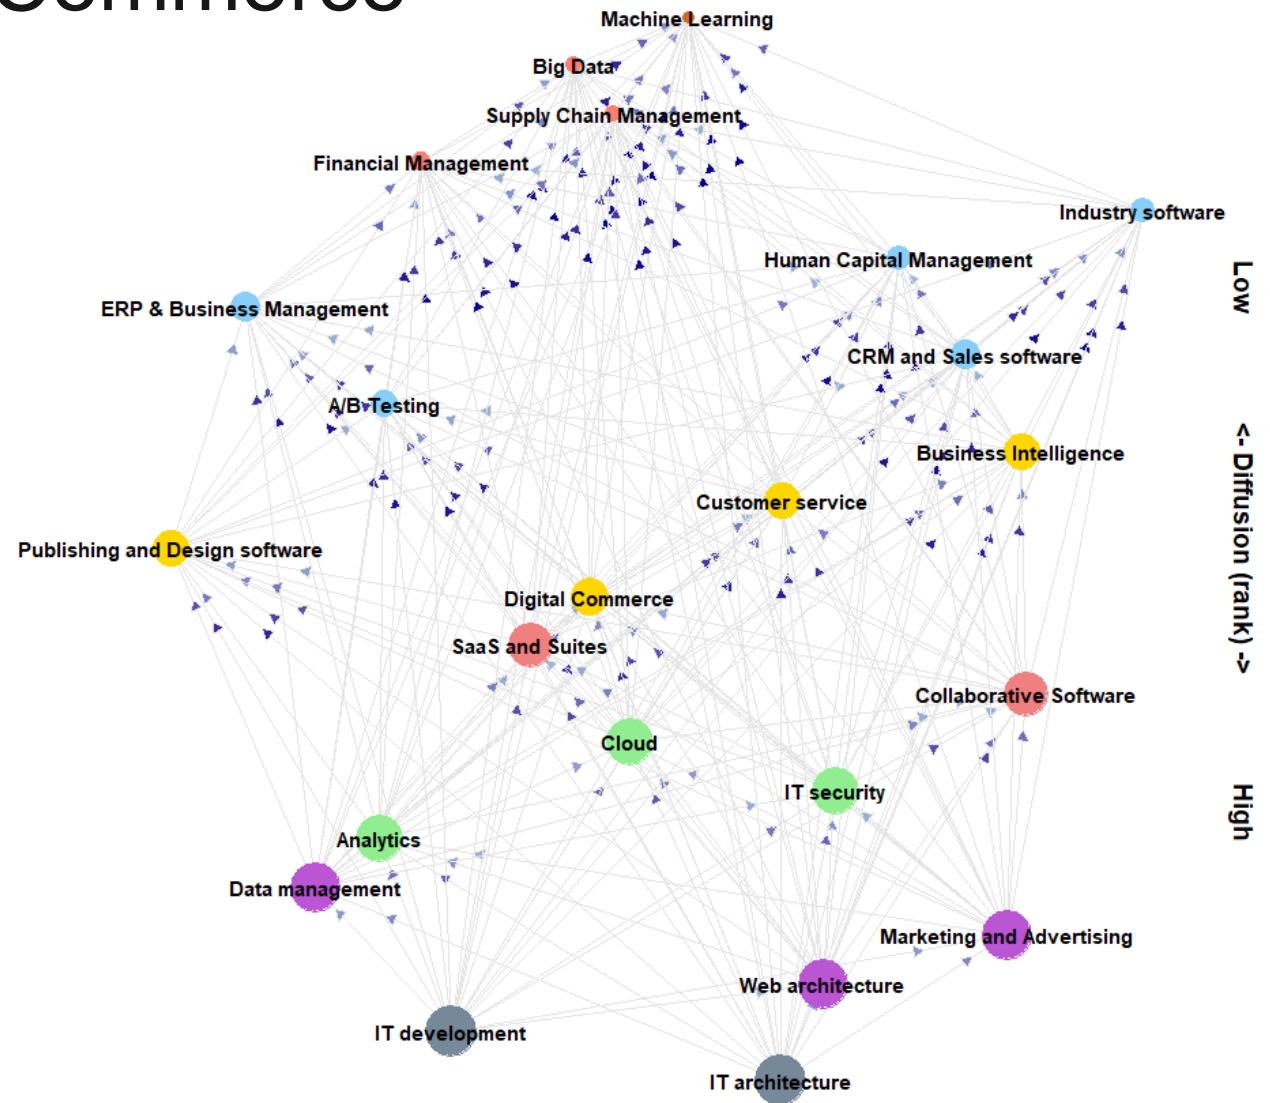 Commerce
Machine Learning
Big Data
Supply Chain Management
Financial Management
Industry software
Human Capital Management
Low
ERP & Business Management
CRM and Sales software
A/B Testing
Business Intelligence
Customer service
<- Diffusion (rank) ->
Publishing and Design software
Digital Commerce
SaaS and Suites
Collaborative Software
Cloud
IT security
High
Analytics
Data management
Marketing and Advertising
Web architecture
IT development
IT architecture